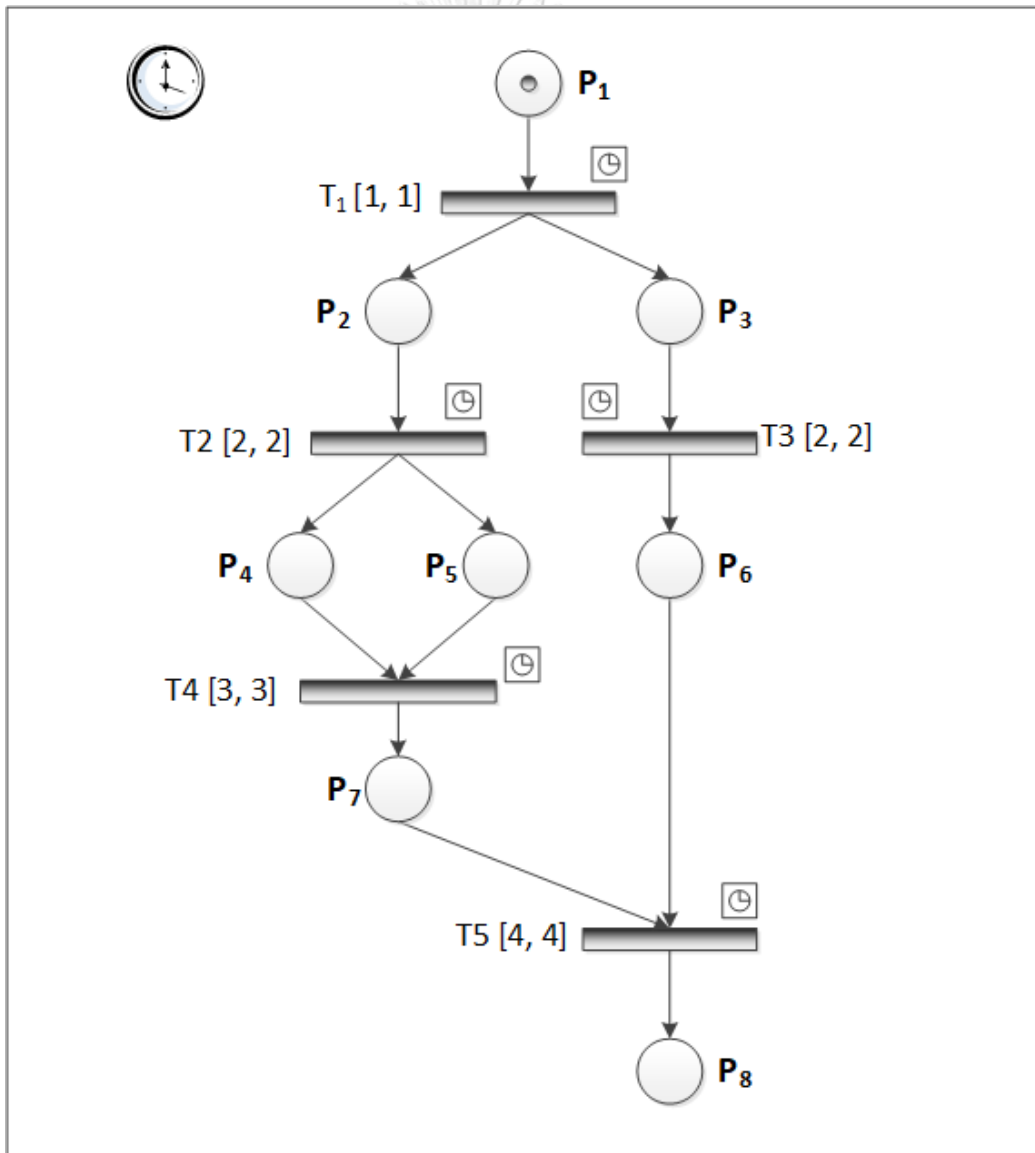 P₁
T₁ [1, 1]
P₂
P₃
T2 [2, 2]
T3 [2, 2]
P₄
P₅
P₆
T4 [3, 3]
P₇
T5 [4, 4]
P₈